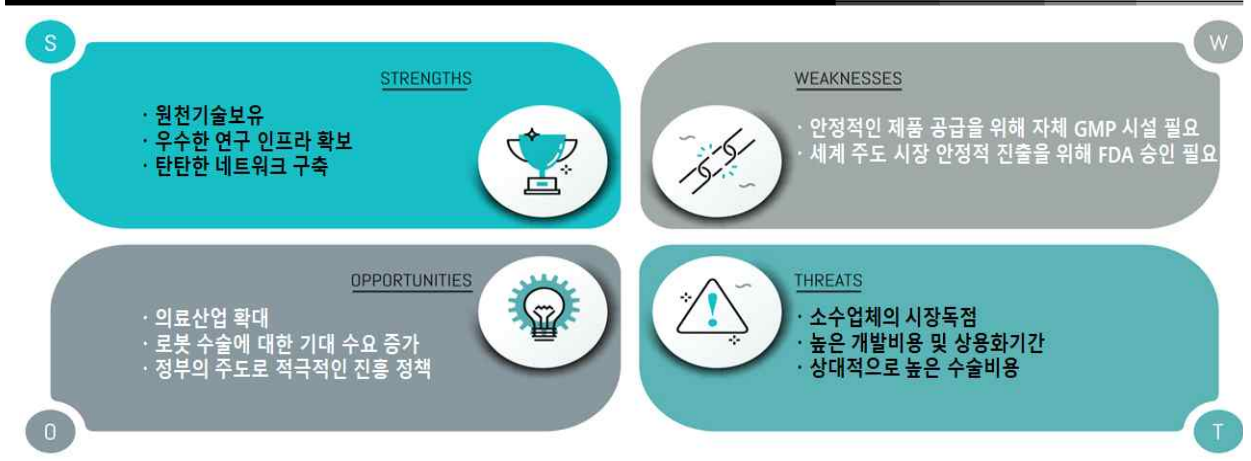 S
STRENGTHS
· 원천기술보유
· 우수한 연구 인프라 확보
· 탄탄한 네트워크 구축
W
WEAKNESSES
· 안정적인 제품 공급을 위해 자체 GMP 시설 필요
· 세계 주도 시장 안정적 진출을 위해 FDA 승인 필요
OPPORTUNITIES
· 의료산업 확대
· 로봇 수술에 대한 기대 수요 증가
· 정부의 주도로 적극적인 진흥 정책
O
THREATS
· 소수업체의 시장독점
· 높은 개발비용 및 상용화기간
· 상대적으로 높은 수술비용
T